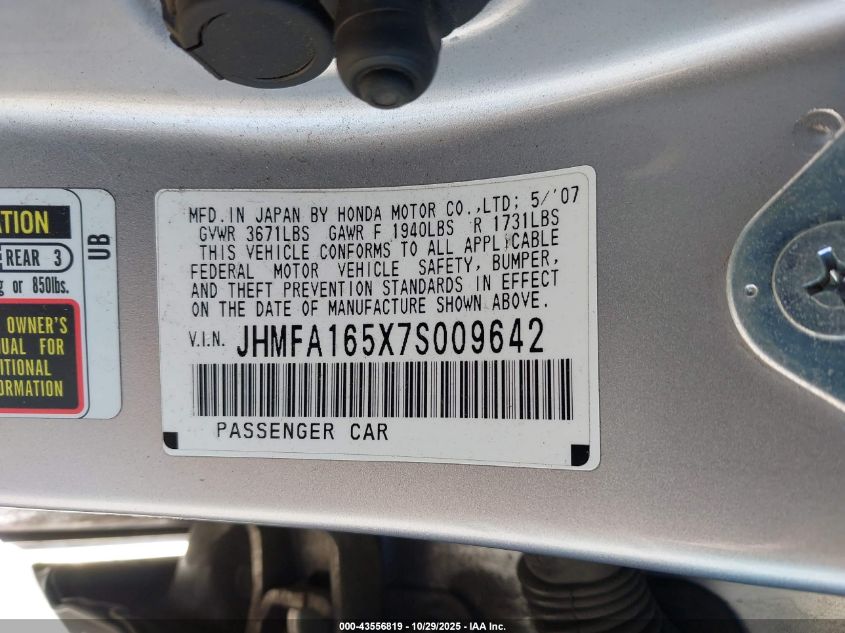 ATION
REAR 3
g or 850lbs.
OWNER'S
UAL FOR
ITIONAL
FORMATION
UB
MFD. IN JAPAN BY HONDA MOTOR CO.,LTD; 5/'07
GVWR 3671LBS GAWR F 1940LBS R 1731LBS
THIS VEHICLE CONFORMS TO ALL APPLICABLE
FEDERAL MOTOR VEHICLE SAFETY, BUMPER,
AND THEFT PREVENTION STANDARDS IN EFFECT
ON THE DATE OF MANUFACTURE SHOWN ABOVE.
V.I.N. JHMFA165X7S009642
PASSENGER CAR
000-43556819 - 10/29/2025 - IAA Inc.